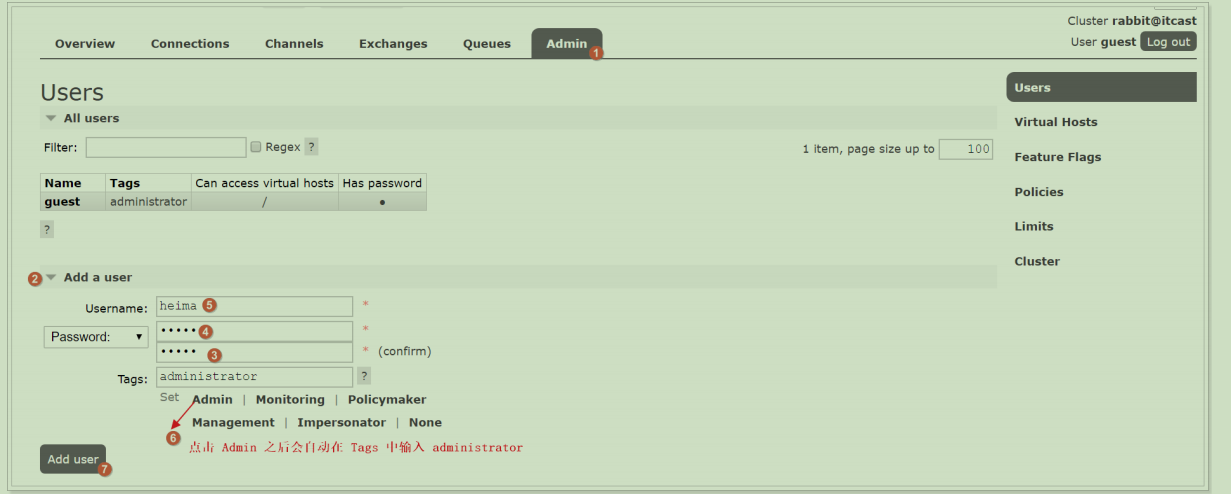 Cluster rabbit@itcast
Overview Connections Channels Exchanges Queues Admin 1
User guest Log out
Users
Users
All users
Virtual Hosts
Filter: Regex ?
1 item, page size up to 100
Feature Flags
Name Tags Can access virtual hosts Has password
guest administrator / ●
Policies
?
Limits
Cluster
2 Add a user
Username: heima 5 *
Password: ••••• 4 *
••••• 3 * (confirm)
Tags: administrator ?
Set Admin | Monitoring | Policymaker
Management | Impersonator | None
6 点击 Admin 之后会自动在 Tags 中输入 administrator
Add user 7